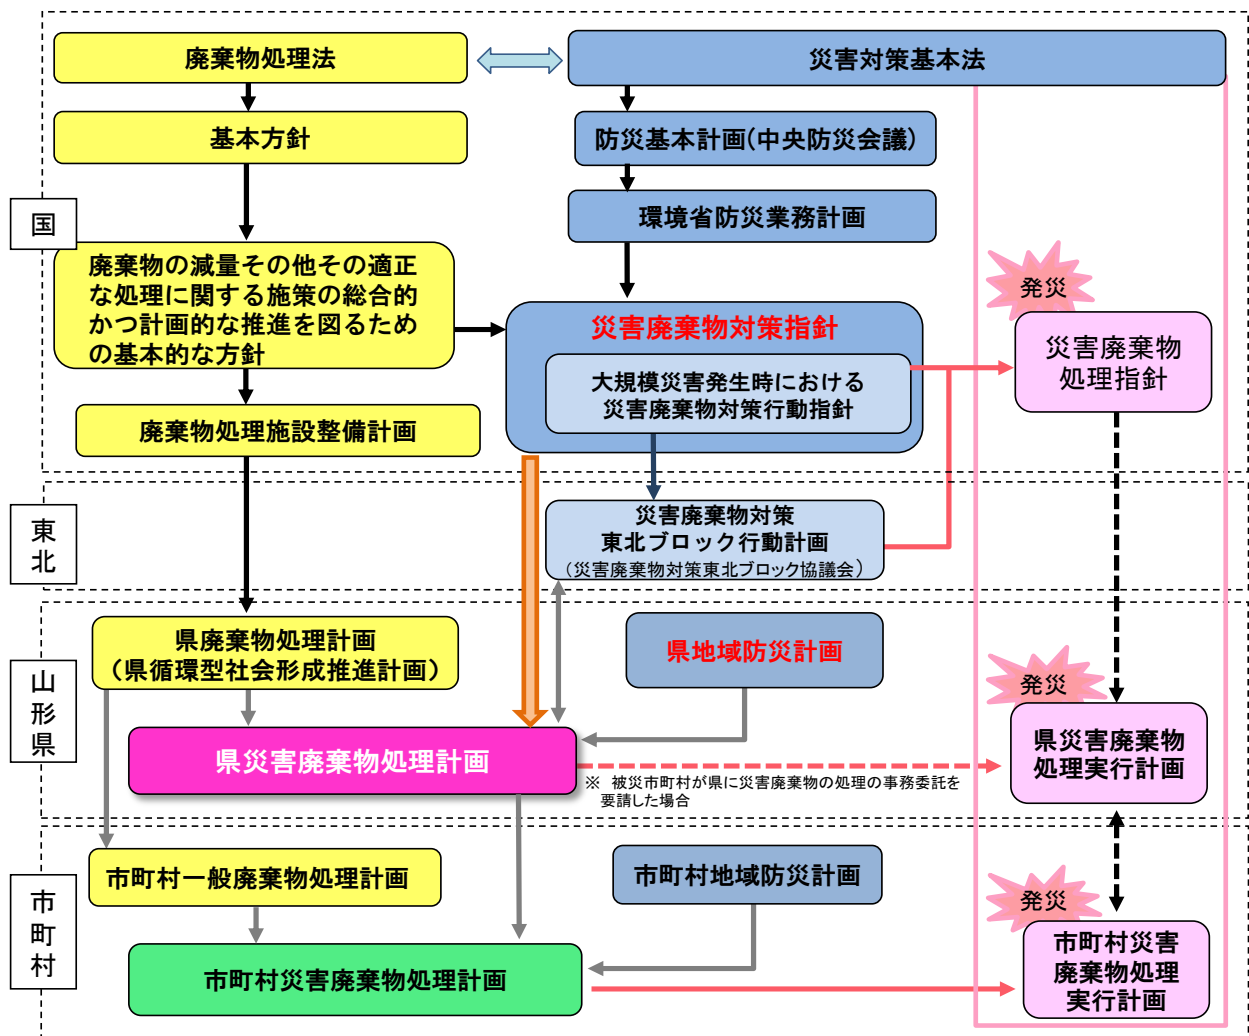 廃棄物処理法
災害対策基本法
基本方針
防災基本計画(中央防災会議)
環境省防災業務計画
国
廃棄物の減量その他その適正
な処理に関する施策の総合的
かつ計画的な推進を図るため
の基本的な方針
発災
災害廃棄物対策指針
災害廃棄物
処理指針
大規模災害発生時における
災害廃棄物対策行動指針
廃棄物処理施設整備計画
東
北
災害廃棄物対策
東北ブロック行動計画
(災害廃棄物対策東北ブロック協議会)
山
形
県
県廃棄物処理計画
(県循環型社会形成推進計画)
県地域防災計画
発災
県災害廃棄物処理計画
県災害廃棄物
処理実行計画
※ 被災市町村が県に災害廃棄物の処理の事務委託を
要請した場合
市
町
村
市町村一般廃棄物処理計画
市町村地域防災計画
発災
市町村災害廃棄物処理計画
市町村災害
廃棄物処理
実行計画